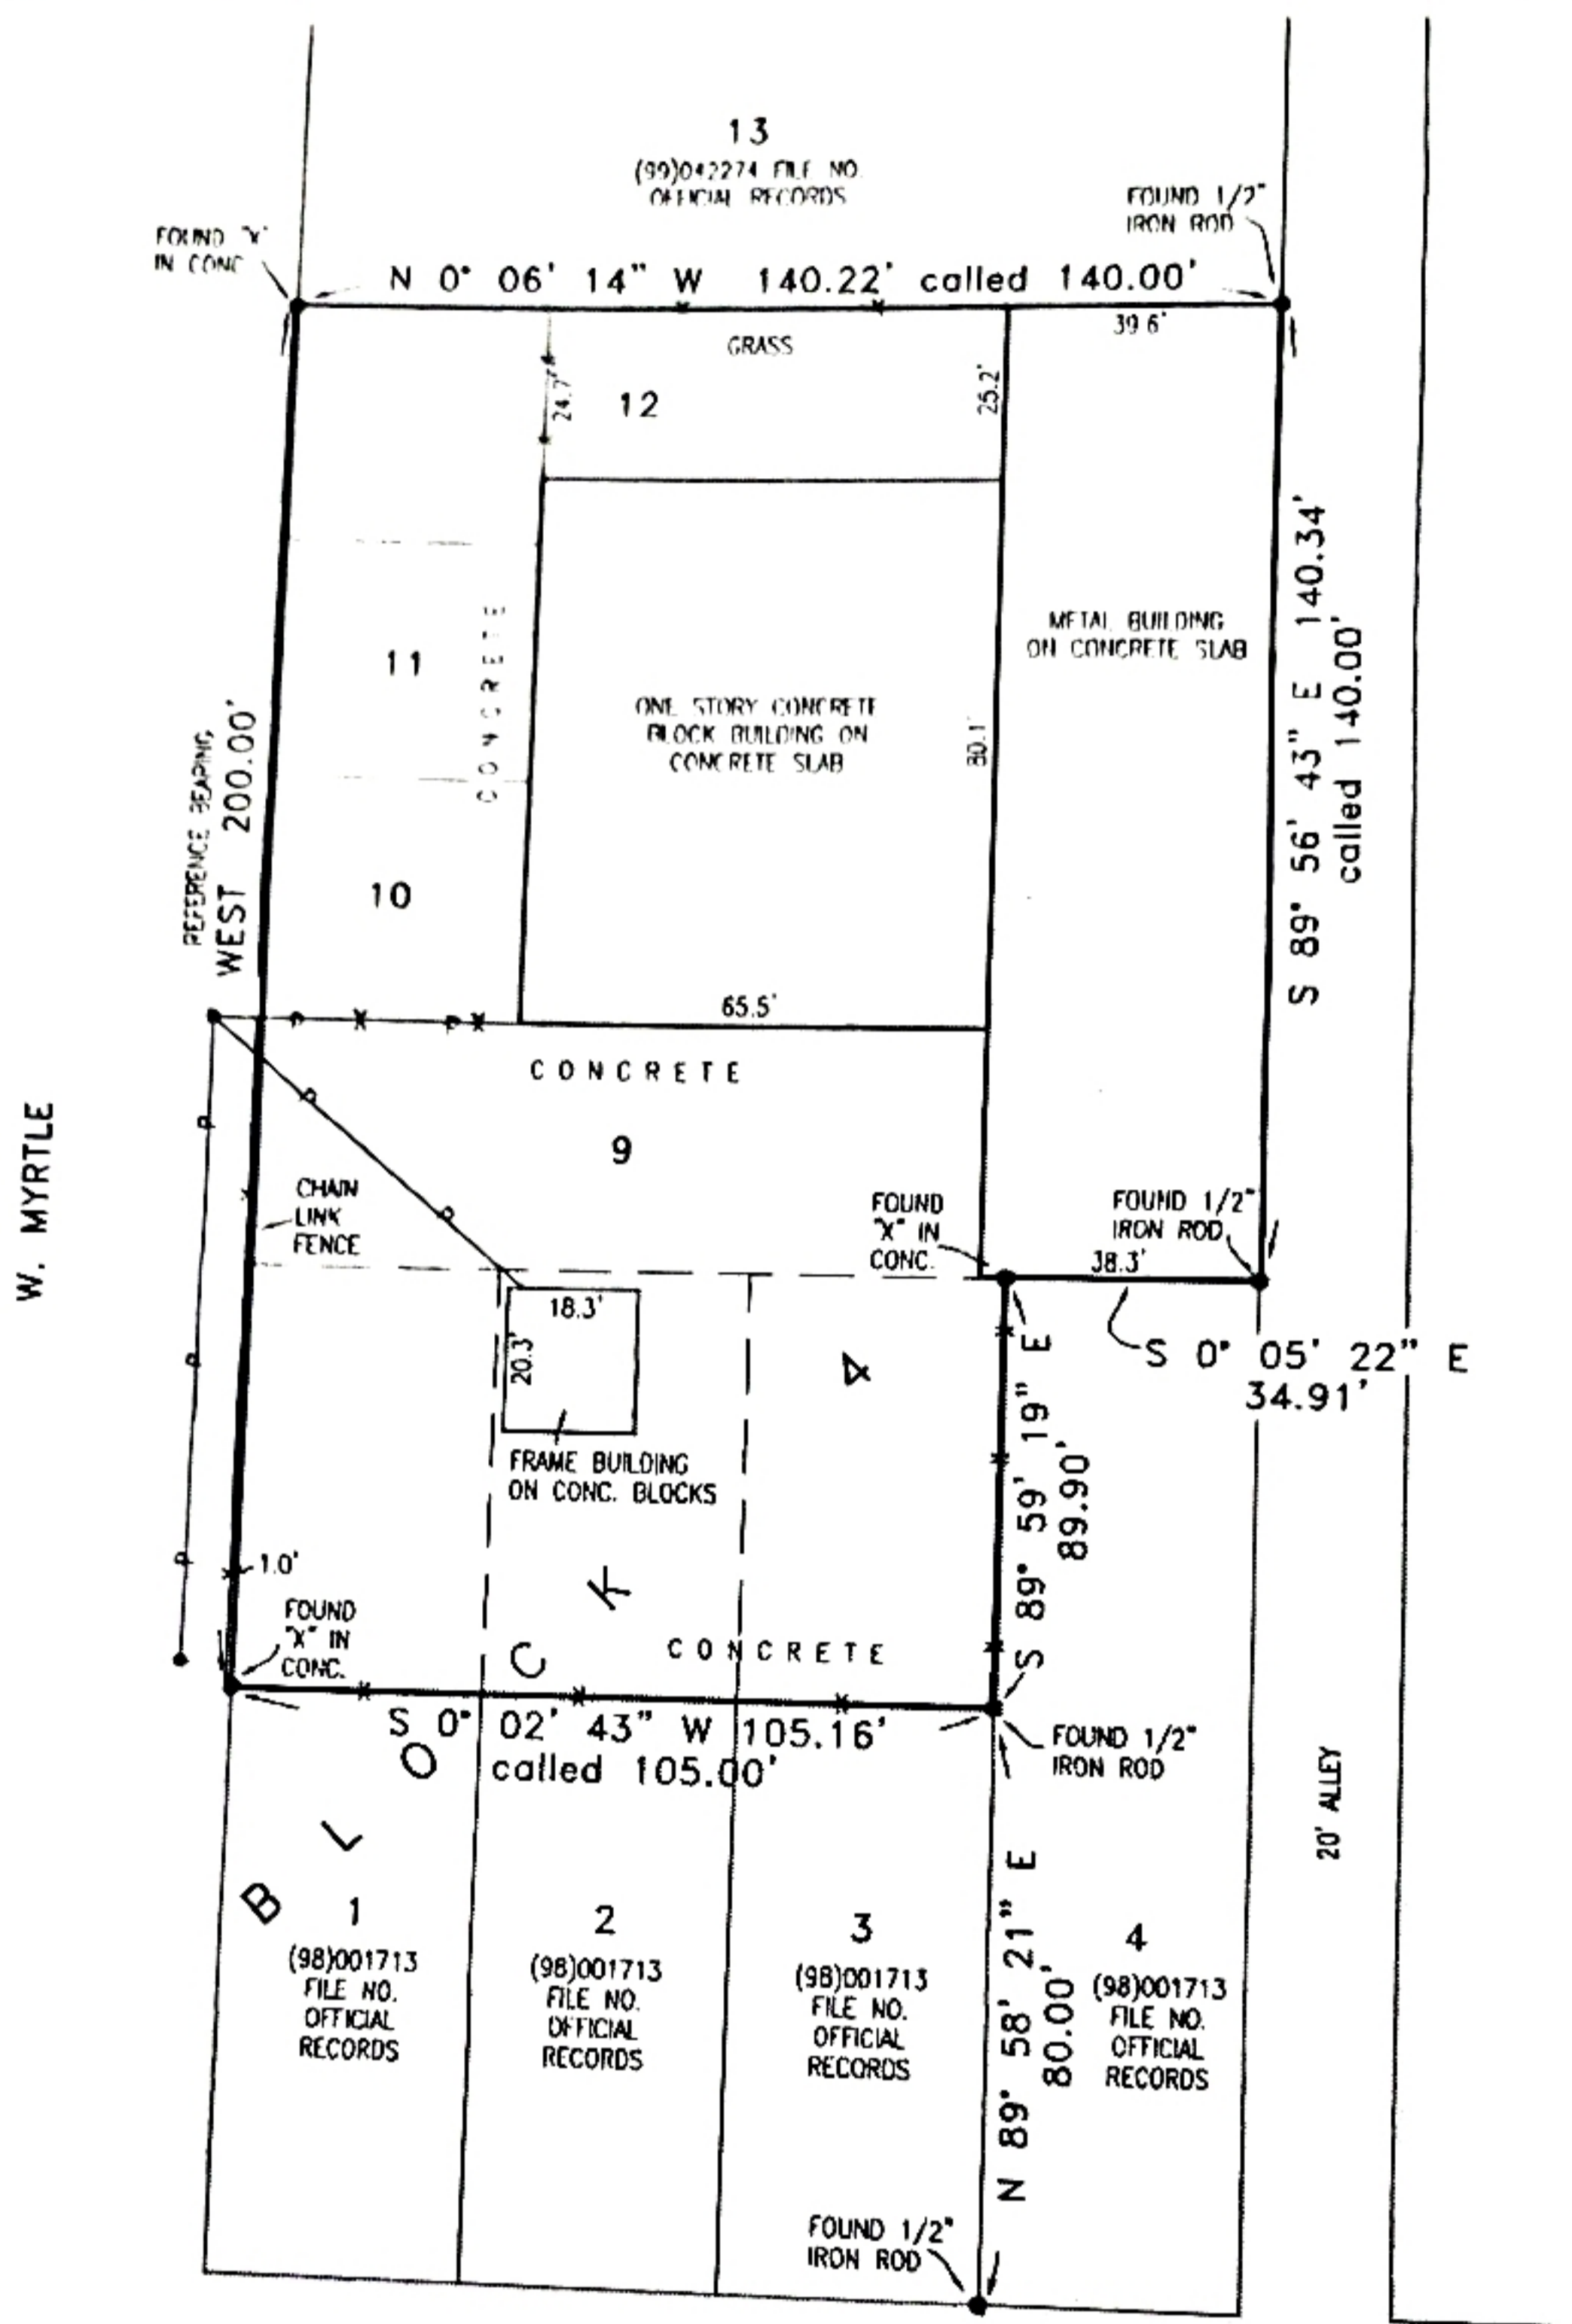 13
(99)042274 FILE NO.
OFFICIAL RECORDS
FOUND 1/2"
IRON ROD
FOUND "X"
IN CONC
N 0° 06' 14" W 140.22' called 140.00'
39.6'
GRASS
24.7'
12
25.2'
S 89° 56' 43" E 140.34'
called 140.00'
METAL BUILDING
ON CONCRETE SLAB
11
CONCRETE
ONE STORY CONCRETE
BLOCK BUILDING ON
CONCRETE SLAB
80.1'
REFERENCE BEARING
WEST 200.00'
10
65.5'
CONCRETE
9
W. MYRTLE
CHAIN
LINK
FENCE
FOUND
"X" IN
CONC.
FOUND 1/2"
IRON ROD
38.3'
18.3'
20.3'
4
S 0° 05' 22" E
34.91'
S 89° 59' 19" E
89.90'
FRAME BUILDING
ON CONC. BLOCKS
1.0'
FOUND
"X" IN
CONC.
CONCRETE
S 0° 02' 43" W 105.16'
called 105.00'
FOUND 1/2"
IRON ROD
20' ALLEY
BLOCK
1
(98)001713
FILE NO.
OFFICIAL
RECORDS
2
(98)001713
FILE NO.
OFFICIAL
RECORDS
3
(98)001713
FILE NO.
OFFICIAL
RECORDS
N 89° 58' 21" E
80.00'
4
(98)001713
FILE NO.
OFFICIAL
RECORDS
FOUND 1/2"
IRON ROD